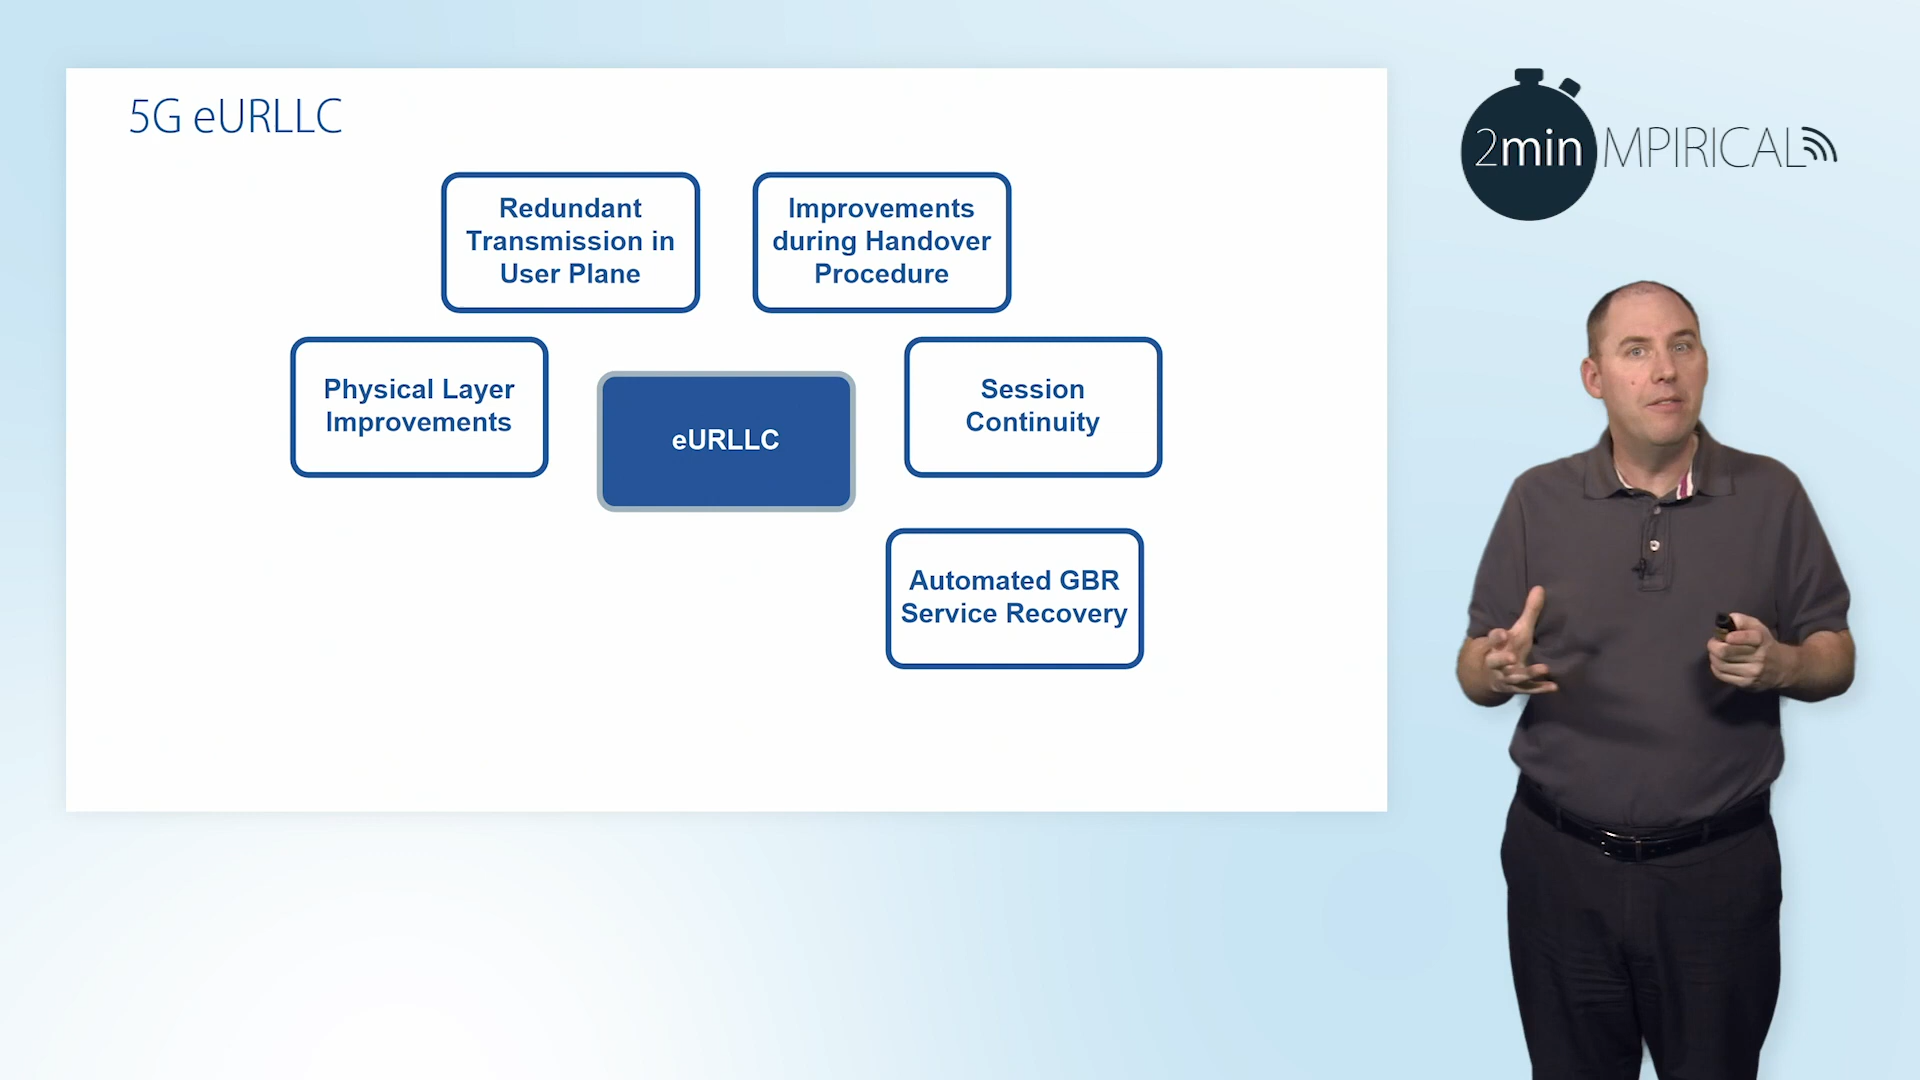 5G eURLLC
2min MPIRICAL
Redundant
Transmission in
User Plane
Improvements
during Handover
Procedure
Physical Layer
Improvements
eURLLC
Session
Continuity
Automated GBR
Service Recovery